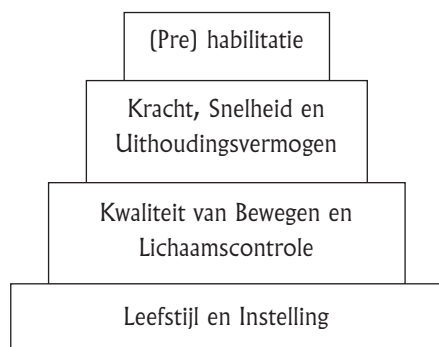 (Pre) habilitatie
Kracht, Snelheid en
Uithoudingsvermogen
Kwaliteit van Bewegen en
Lichaamscontrole
Leefstijl en Instelling